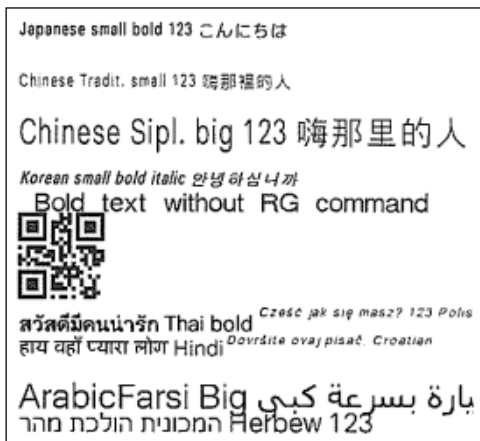 Japanese small bold 123 こんにちは
Chinese Tradit. small 123 嗨那裡的人
Chinese Sipl. big 123 嗨那里的人
Korean small bold italic 안녕하십니까
Bold text without RG command
สวัสดีมีคนน่ารัก Thai bold Cześć jak się masz? 123 Polis
हाय वहाँ प्यारा लोग Hindi Dovršite ovaj pisač. Croatian
ArabicFarsi Big يارة بسرعة كبي
המכונית הולכת מהר Herbew 123